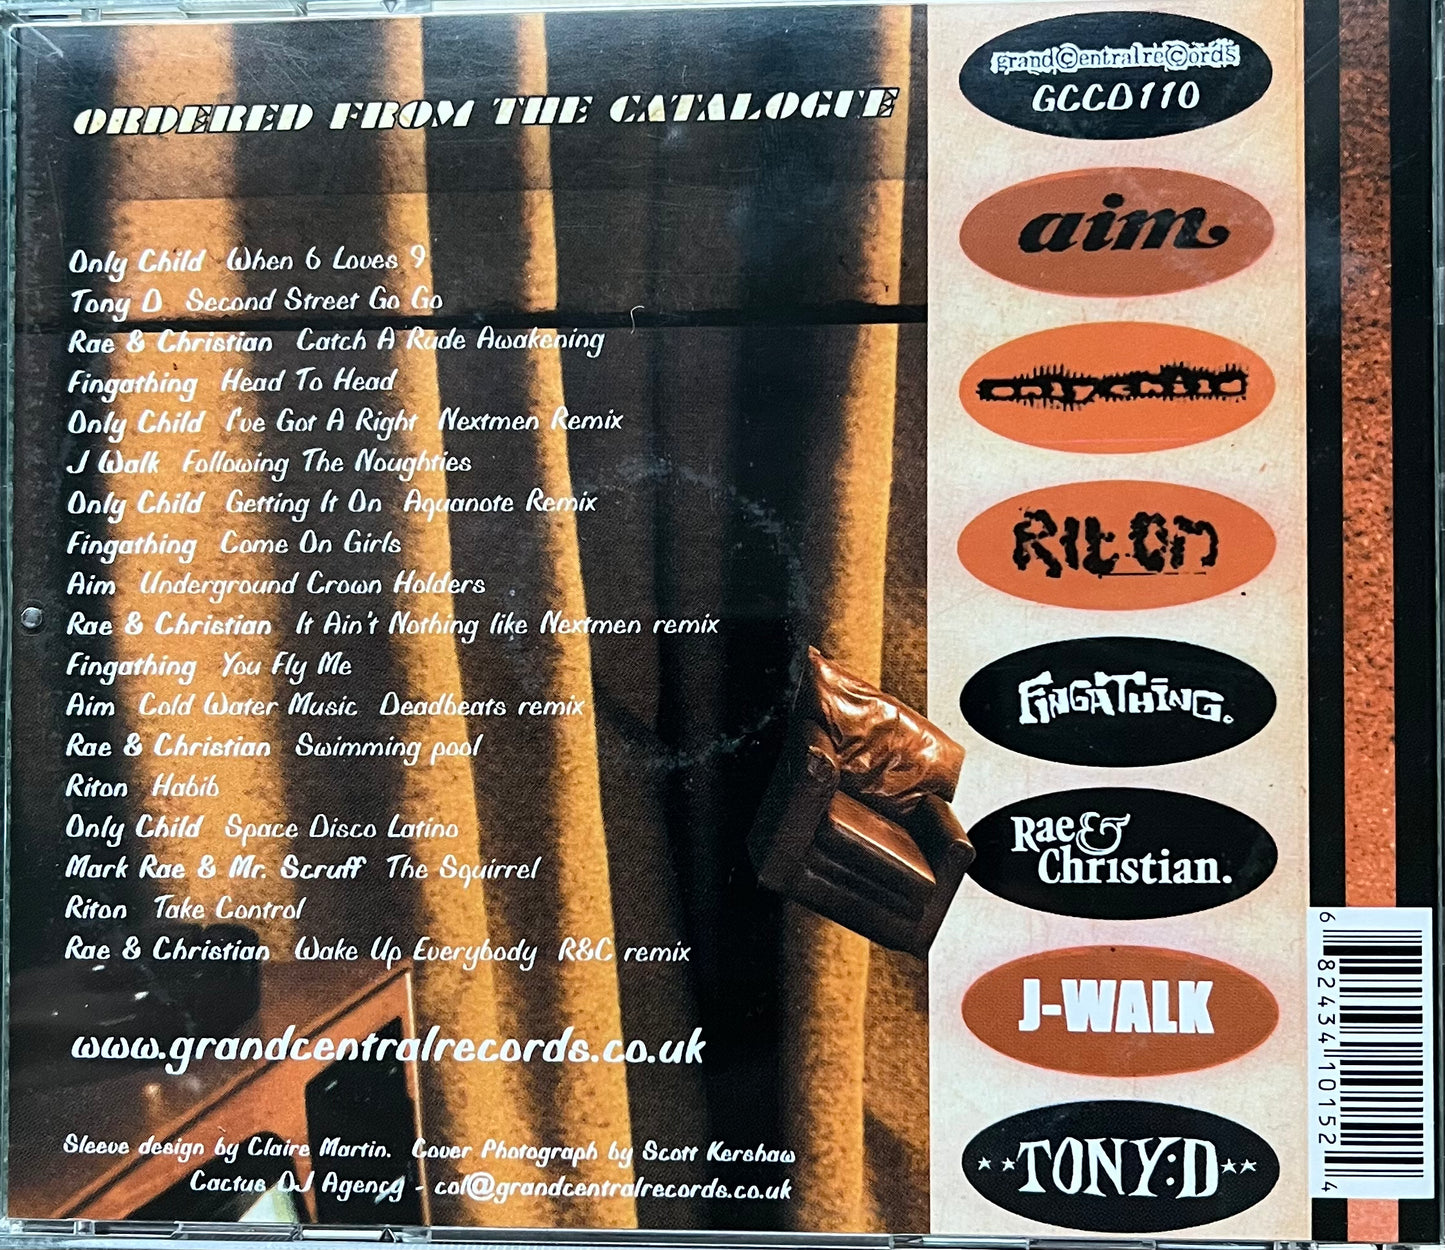 ORDERED FROM THE CATALOGUE
Only Child When 6 Loves 9
Tony D Second Street Go Go
Rae & Christian Catch A Rude Awakening
Fingathing Head To Head
Only Child I've Got A Right Nextmen Remix
J Walk Following The Noughties
Only Child Getting It On Aquanote Remix
Fingathing Come On Girls
Aim Underground Crown Holders
Rae & Christian It Ain't Nothing like Nextmen remix
Fingathing You Fly Me
Aim Cold Water Music Deadbeats remix
Rae & Christian Swimming pool
Riton Habib
Only Child Space Disco Latino
Mark Rae & Mr. Scruff The Squirrel
Riton Take Control
Rae & Christian Wake Up Everybody R&C remix
www.grandcentralrecords.co.uk
Sleeve design by Claire Martin. Cover Photograph by Scott Kershaw
Cactus DJ Agency - col@grandcentralrecords.co.uk
grand©entralre©ords
GCCD110
aim
onlychild
RITON
FINGATHING.
Rae &
Christian.
J-WALK
**TONY:D**
6 82434 10152 4